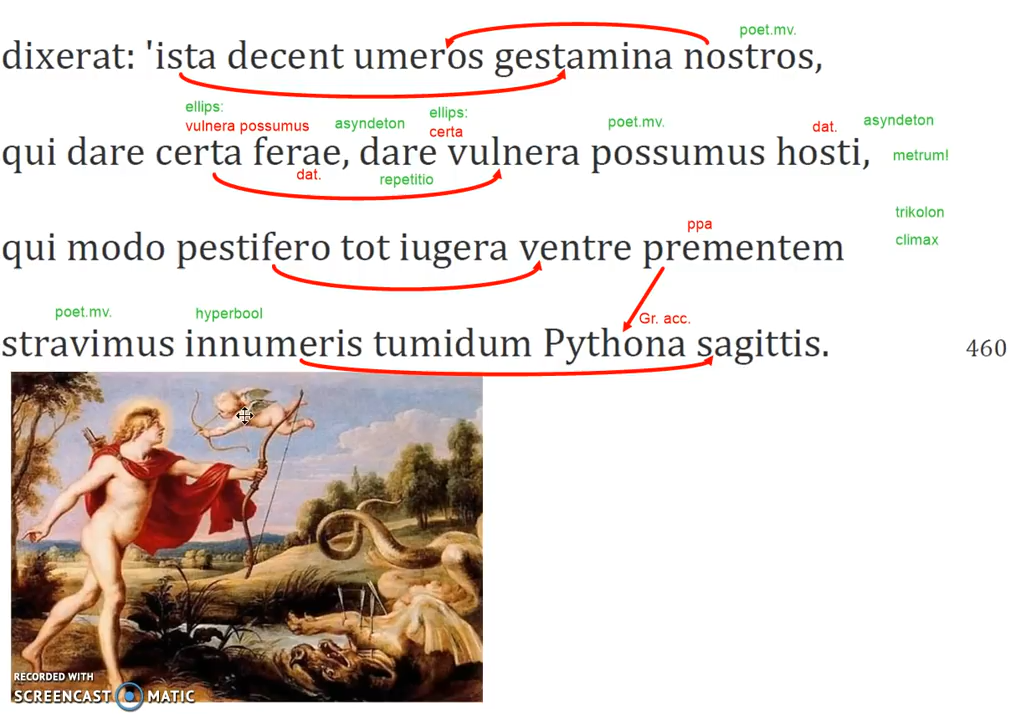 poet.mv.
dixerat: 'ista decent umeros gestamina nostros,
ellips:
vulnera possumus
asyndeton
ellips:
certa
poet.mv.
dat.
asyndeton
qui dare certa ferae, dare vulnera possumus hosti,
metrum!
dat.
repetitio
trikolon
climax
ppa
qui modo pestifero tot iugera ventre prementem
poet.mv.
hyperbool
Gr. acc.
stravimus innumeris tumidum Pythona sagittis. 460
RECORDED WITH
SCREENCAST MATIC